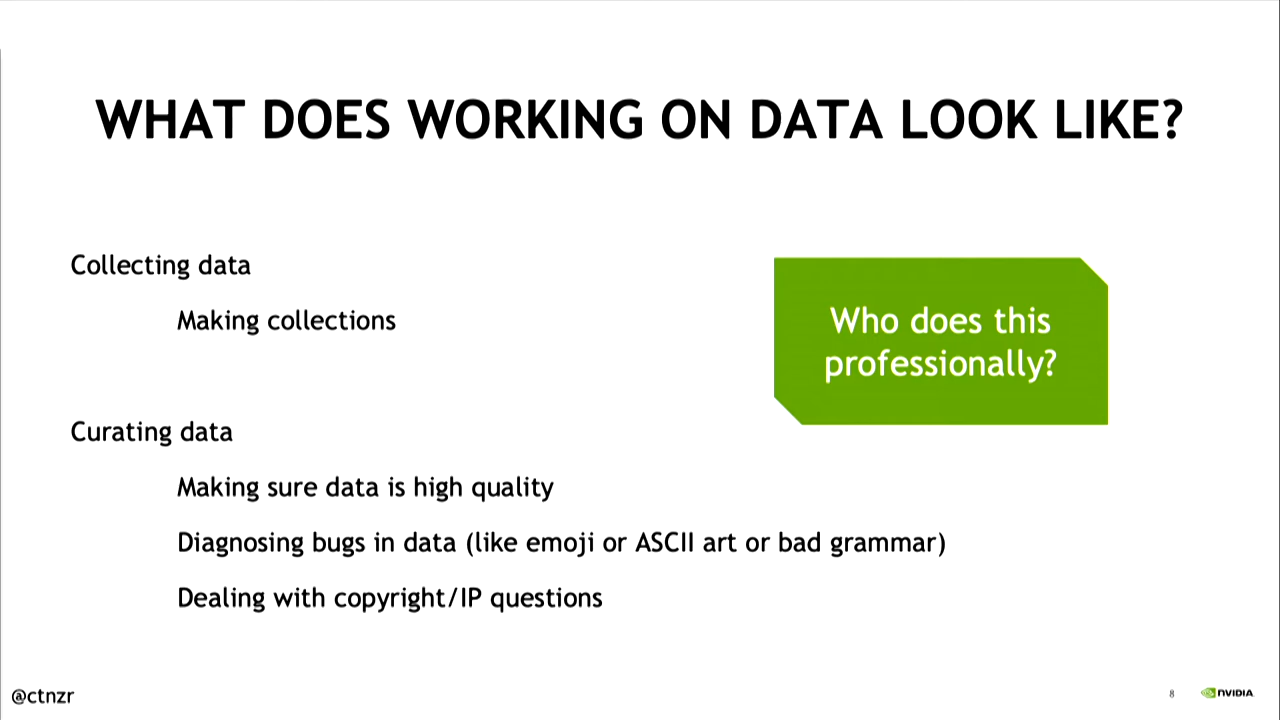 WHAT DOES WORKING ON DATA LOOK LIKE?
Collecting data
Making collections
Who does this
professionally?
Curating data
Making sure data is high quality
Diagnosing bugs in data (like emoji or ASCII art or bad grammar)
Dealing with copyright/IP questions
@ctnzr
8
NVIDIA